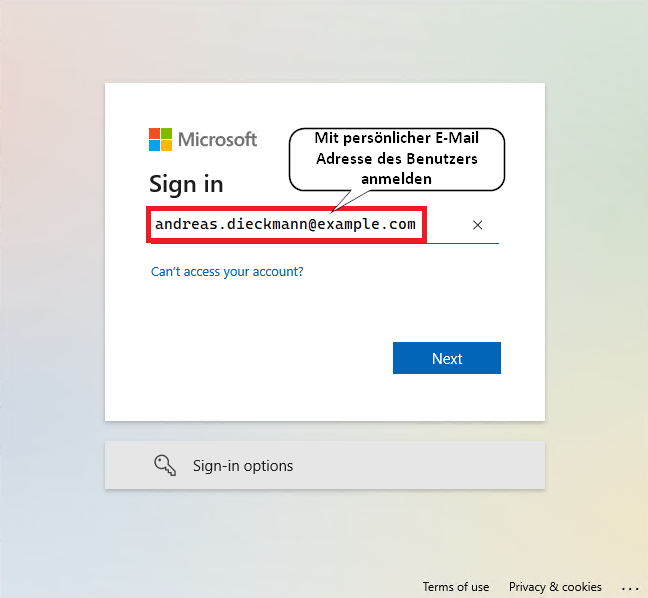 Microsoft
Mit persönlicher E-Mail
Adresse des Benutzers
anmelden
Sign in
andreas.dieckmann@example.com
Can't access your account?
Next
Sign-in options
Terms of use Privacy & cookies ...